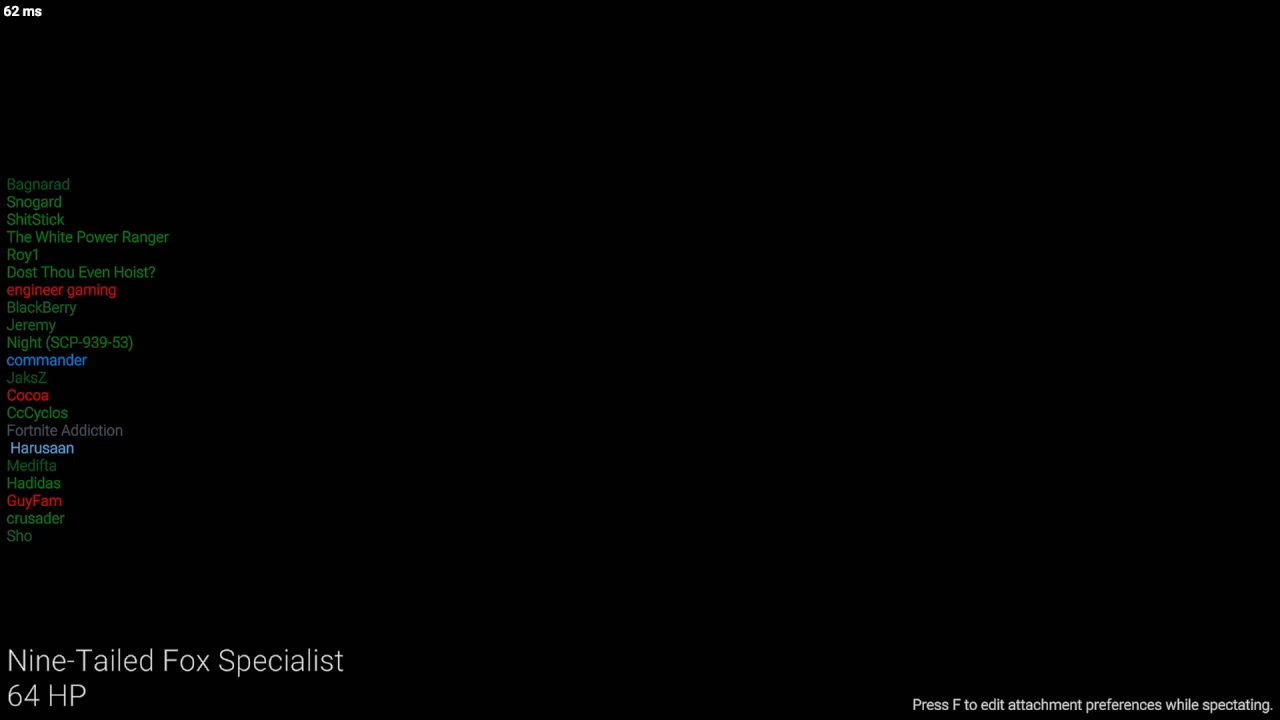 62 ms
Bagnarad
Snogard
ShitStick
The White Power Ranger
Roy1
Dost Thou Even Hoist?
engineer gaming
BlackBerry
Jeremy
Night (SCP-939-53)
commander
JaksZ
Cocoa
CcCyclos
Fortnite Addiction
Harusaan
Medifta
Hadidas
GuyFam
crusader
Sho
Nine-Tailed Fox Specialist
64 HP
Press F to edit attachment preferences while spectating.